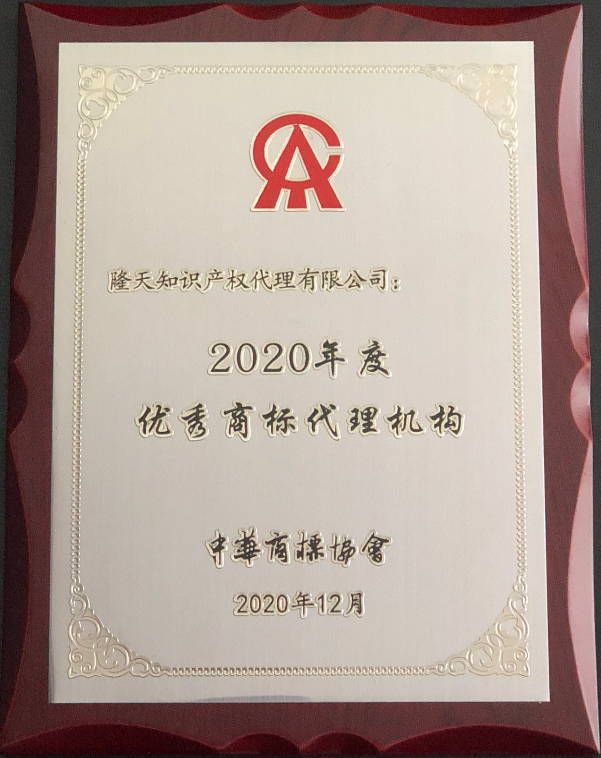 隆天知识产权代理有限公司：
2020年度
优秀商标代理机构
中華商標協會
2020年12月